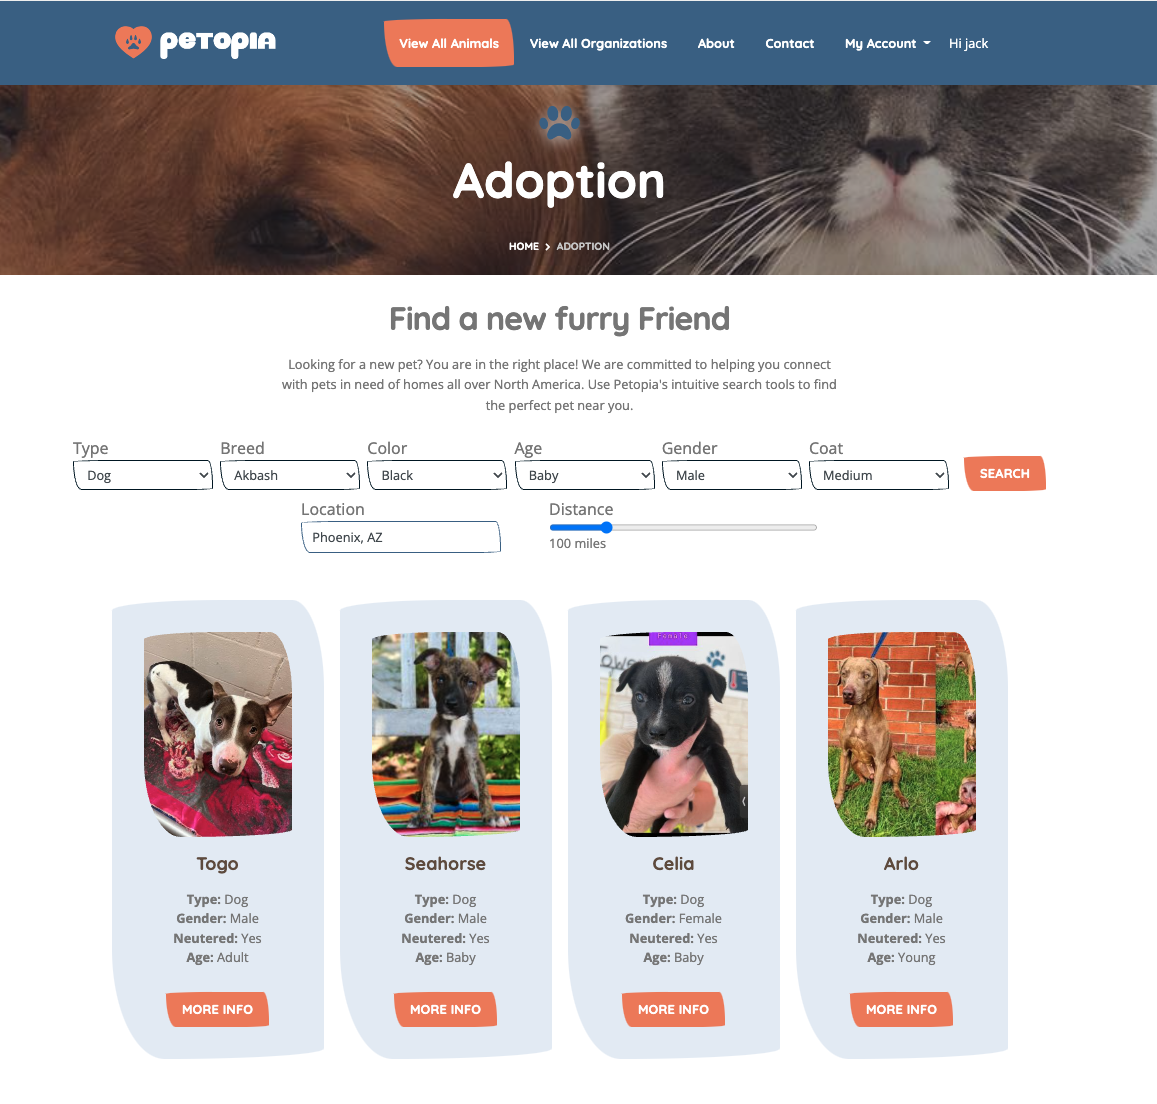 petopia
View All Animals
View All Organizations
About
Contact
My Account
Hi jack
Adoption
HOME > ADOPTION
Find a new furry Friend
Looking for a new pet? You are in the right place! We are committed to helping you connect
with pets in need of homes all over North America. Use Petopia's intuitive search tools to find
the perfect pet near you.
Type
Breed
Color
Age
Gender
Coat
Dog
Akbash
Black
Baby
Male
Medium
SEARCH
Location
Distance
Phoenix, AZ
100 miles
Female
Togo
Type: Dog
Gender: Male
Neutered: Yes
Age: Adult
MORE INFO
Seahorse
Type: Dog
Gender: Male
Neutered: Yes
Age: Baby
MORE INFO
Celia
Type: Dog
Gender: Female
Neutered: Yes
Age: Baby
MORE INFO
Arlo
Type: Dog
Gender: Male
Neutered: Yes
Age: Young
MORE INFO